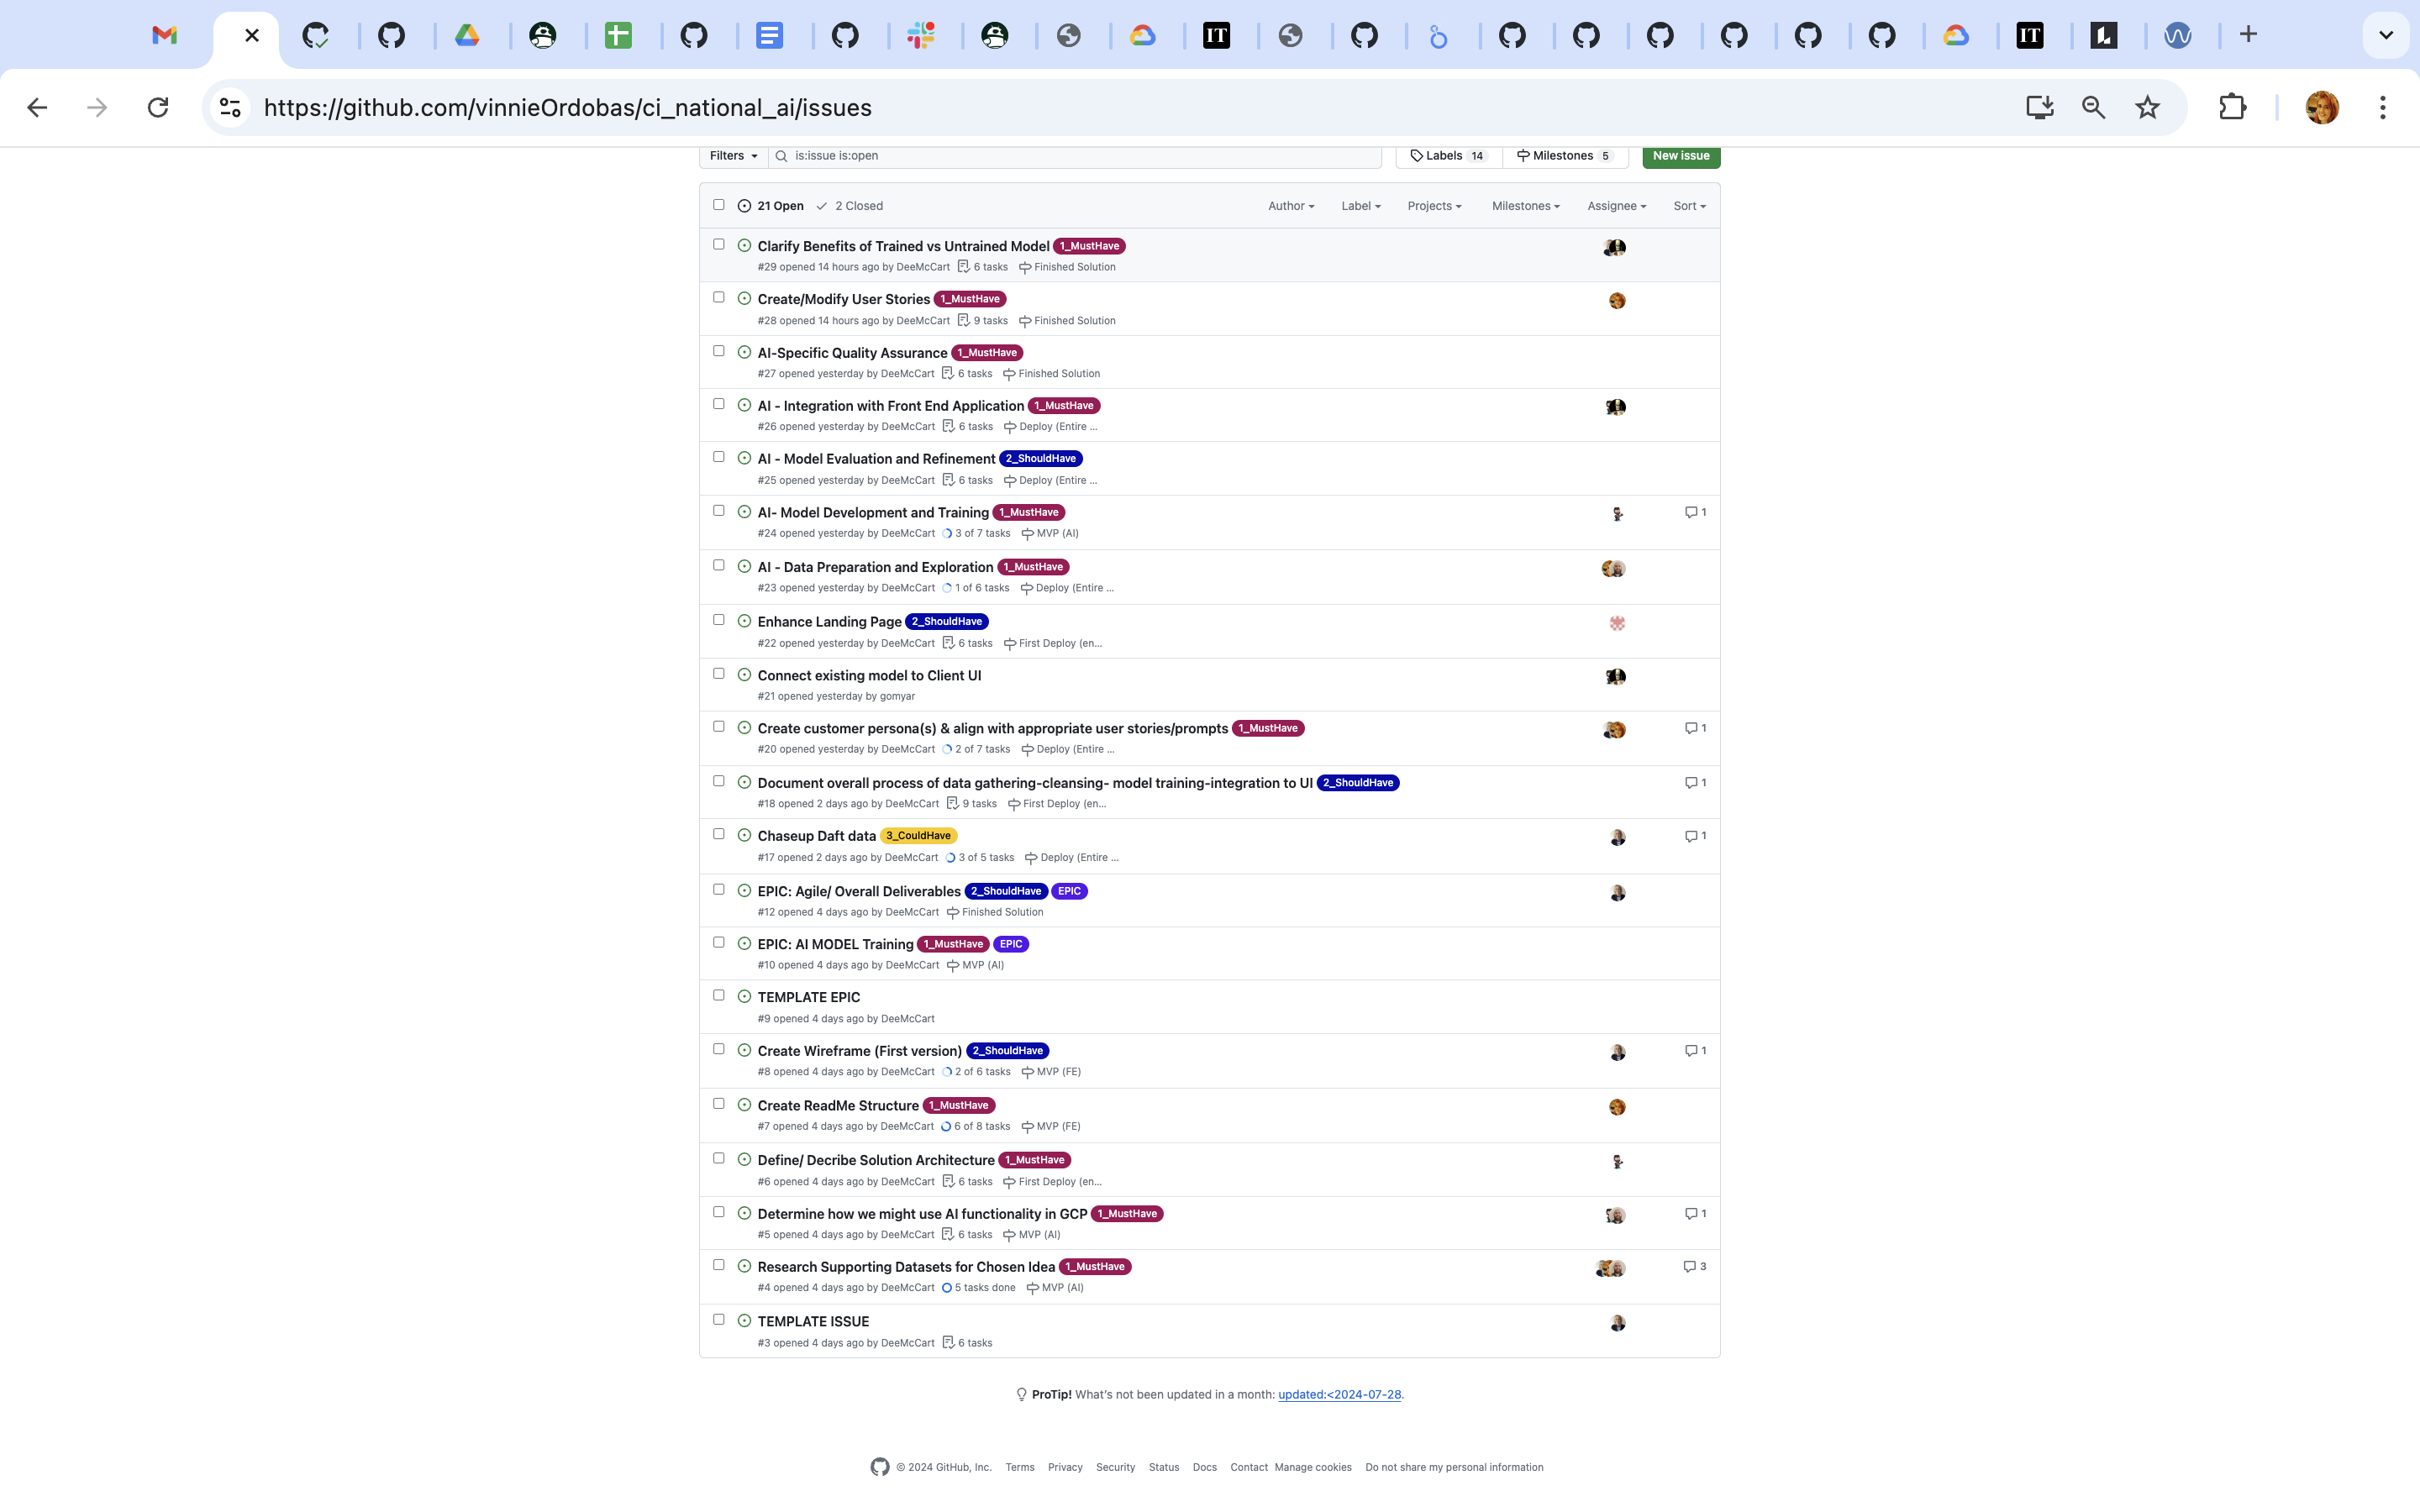 IT
IT
https://github.com/vinnieOrdobas/ci_national_ai/issues
Filters is:issue is:open Labels 14 Milestones 5 New issue
21 Open 2 Closed Author Label Projects Milestones Assignee Sort
Clarify Benefits of Trained vs Untrained Model 1_MustHave
#29 opened 14 hours ago by DeeMcCart 6 tasks Finished Solution
Create/Modify User Stories 1_MustHave
#28 opened 14 hours ago by DeeMcCart 9 tasks Finished Solution
AI-Specific Quality Assurance 1_MustHave
#27 opened yesterday by DeeMcCart 6 tasks Finished Solution
AI - Integration with Front End Application 1_MustHave
#26 opened yesterday by DeeMcCart 6 tasks Deploy (Entire ...
AI - Model Evaluation and Refinement 2_ShouldHave
#25 opened yesterday by DeeMcCart 6 tasks Deploy (Entire ...
AI- Model Development and Training 1_MustHave 1
#24 opened yesterday by DeeMcCart 3 of 7 tasks MVP (AI)
AI - Data Preparation and Exploration 1_MustHave
#23 opened yesterday by DeeMcCart 1 of 6 tasks Deploy (Entire ...
Enhance Landing Page 2_ShouldHave
#22 opened yesterday by DeeMcCart 6 tasks First Deploy (en...
Connect existing model to Client UI
#21 opened yesterday by gomyar
Create customer persona(s) & align with appropriate user stories/prompts 1_MustHave 1
#20 opened yesterday by DeeMcCart 2 of 7 tasks Deploy (Entire ...
Document overall process of data gathering-cleansing- model training-integration to UI 2_ShouldHave 1
#18 opened 2 days ago by DeeMcCart 9 tasks First Deploy (en...
Chaseup Daft data 3_CouldHave 1
#17 opened 2 days ago by DeeMcCart 3 of 5 tasks Deploy (Entire ...
EPIC: Agile/ Overall Deliverables 2_ShouldHave EPIC
#12 opened 4 days ago by DeeMcCart Finished Solution
EPIC: AI MODEL Training 1_MustHave EPIC
#10 opened 4 days ago by DeeMcCart MVP (AI)
TEMPLATE EPIC
#9 opened 4 days ago by DeeMcCart
Create Wireframe (First version) 2_ShouldHave 1
#8 opened 4 days ago by DeeMcCart 2 of 6 tasks MVP (FE)
Create ReadMe Structure 1_MustHave
#7 opened 4 days ago by DeeMcCart 6 of 8 tasks MVP (FE)
Define/ Decribe Solution Architecture 1_MustHave
#6 opened 4 days ago by DeeMcCart 6 tasks First Deploy (en...
Determine how we might use AI functionality in GCP 1_MustHave 1
#5 opened 4 days ago by DeeMcCart 6 tasks MVP (AI)
Research Supporting Datasets for Chosen Idea 1_MustHave 3
#4 opened 4 days ago by DeeMcCart 5 tasks done MVP (AI)
TEMPLATE ISSUE
#3 opened 4 days ago by DeeMcCart 6 tasks
ProTip! What's not been updated in a month: updated:<2024-07-28.
© 2024 GitHub, Inc. Terms Privacy Security Status Docs Contact Manage cookies Do not share my personal information